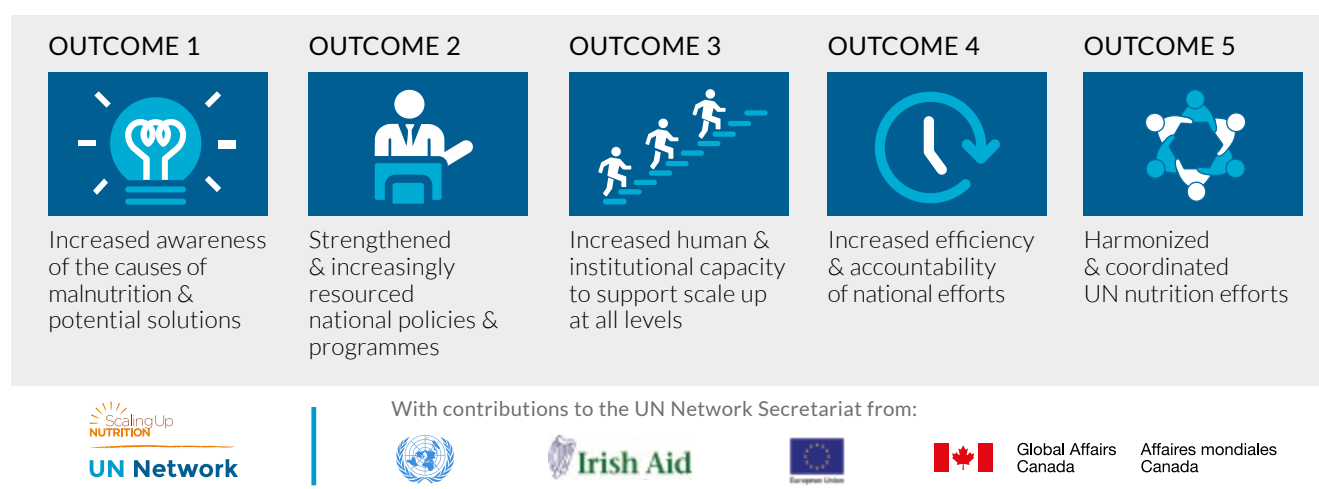 OUTCOME 1
Increased awareness
of the causes of
malnutrition &
potential solutions
OUTCOME 2
Strengthened
& increasingly
resourced
national policies &
programmes
OUTCOME 3
Increased human &
institutional capacity
to support scale up
at all levels
OUTCOME 4
Increased efficiency
& accountability
of national efforts
OUTCOME 5
Harmonized
& coordinated
UN nutrition efforts
Scaling Up
NUTRITION
UN Network
With contributions to the UN Network Secretariat from:
Irish Aid
European Union
Global Affairs
Canada
Affaires mondiales
Canada